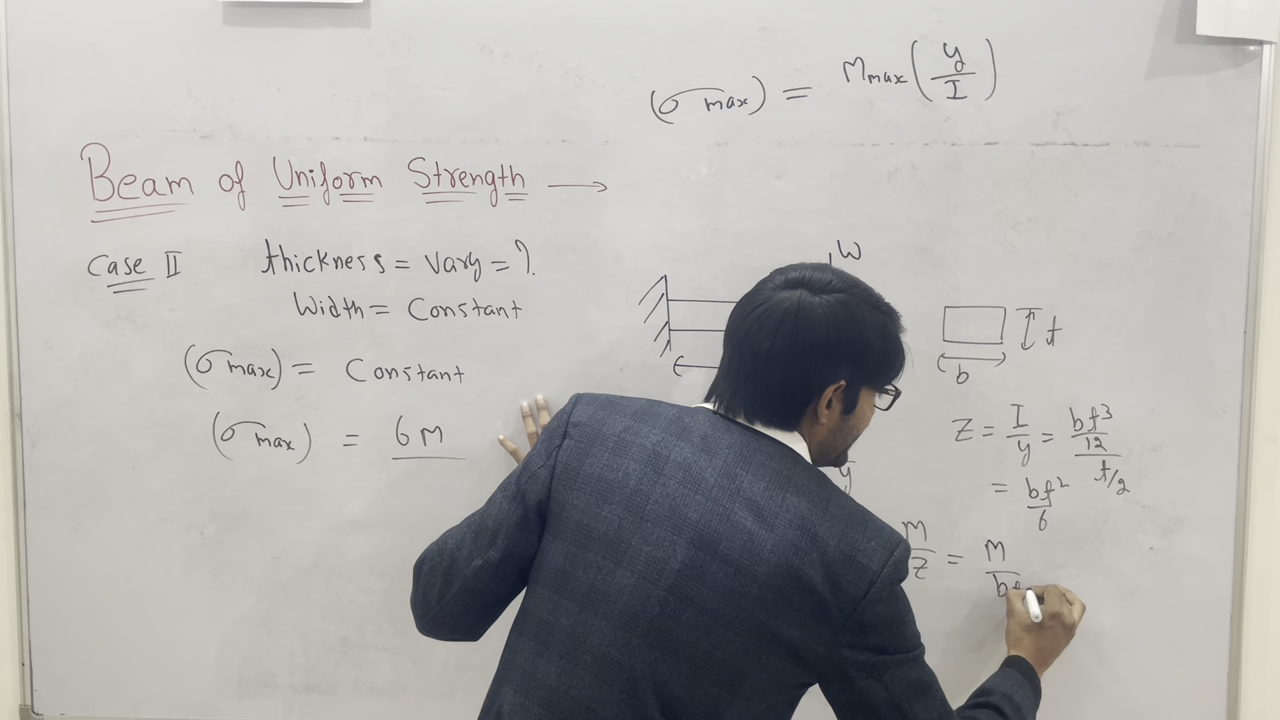 (σ max) = Mmax (y/I)
Beam of Uniform Strength →
Case II thickness = Vary = ?.
Width = Constant
(σ max) = Constant
(σ max) = 6M
W
t
b
Z = I/y = bt³/12 / t/2
= bt²/6
y
M/Z = M/bt